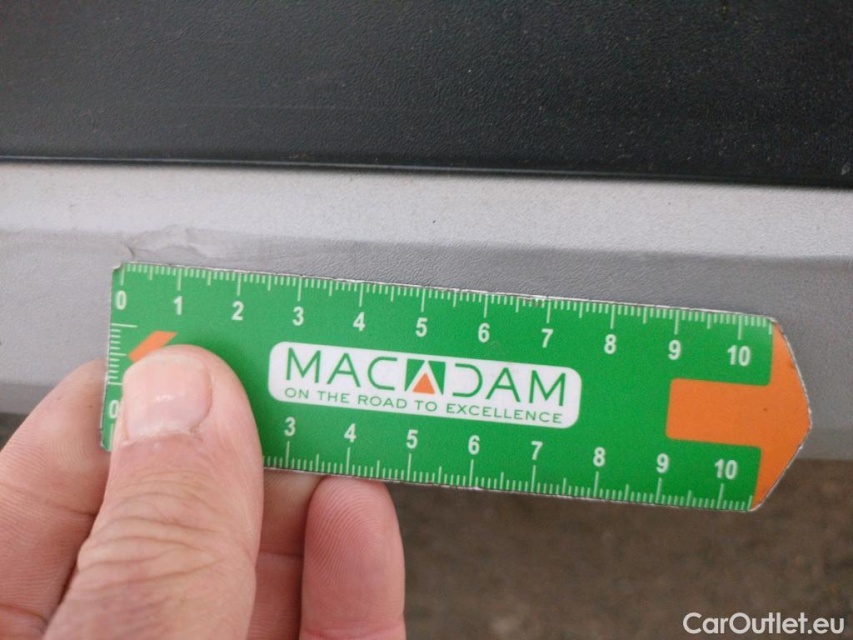 0 1 2 3 4 5 6 7 8 9 10
MACADAM
ON THE ROAD TO EXCELLENCE
0 3 4 5 6 7 8 9 10
CarOutlet.eu